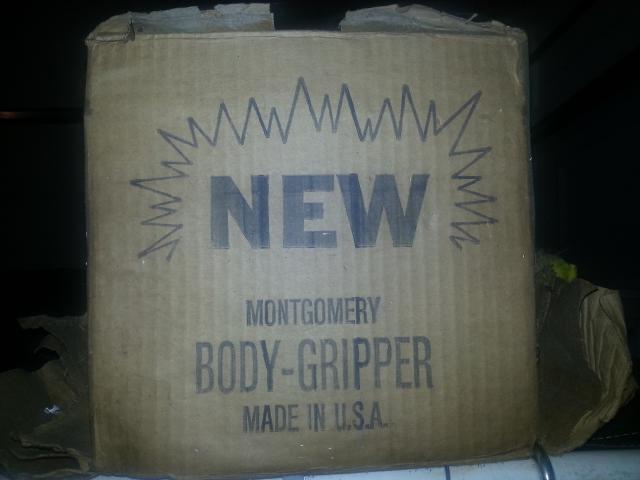 NEW
MONTGOMERY
BODY-GRIPPER
MADE IN U.S.A.